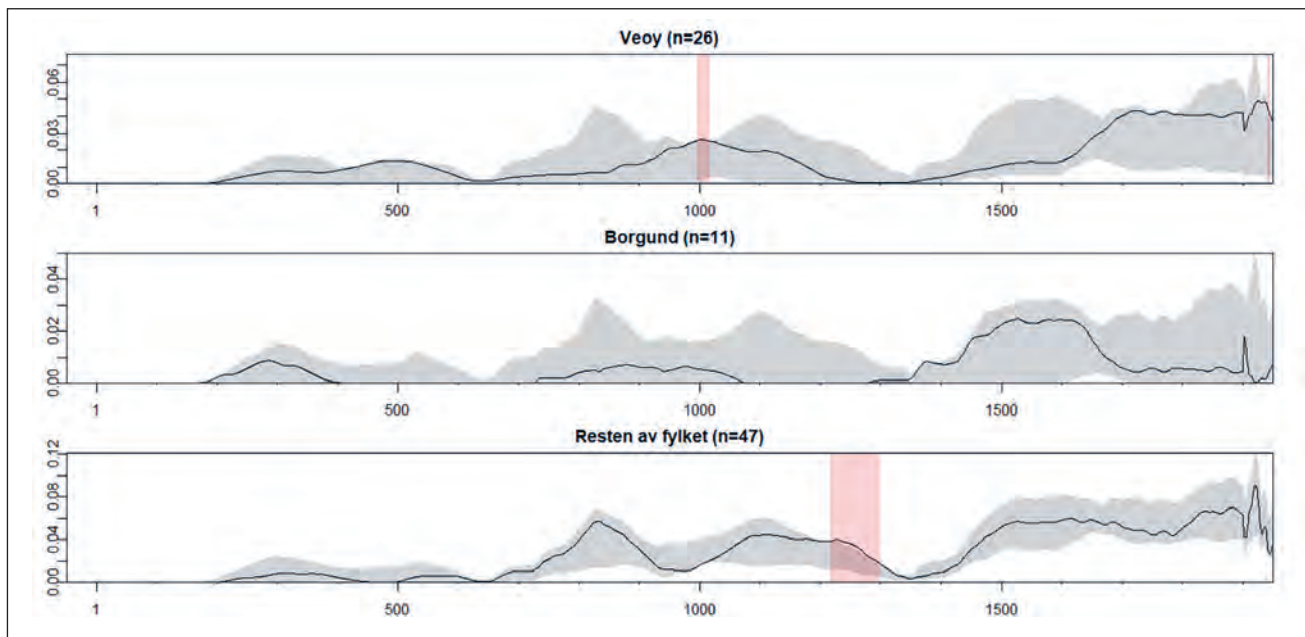 Veoy (n=26)
0.00 0.03 0.06
1 500 1000 1500
Borgund (n=11)
0.00 0.02 0.04
1 500 1000 1500
Resten av fylket (n=47)
0.00 0.04 0.08 0.12
1 500 1000 1500